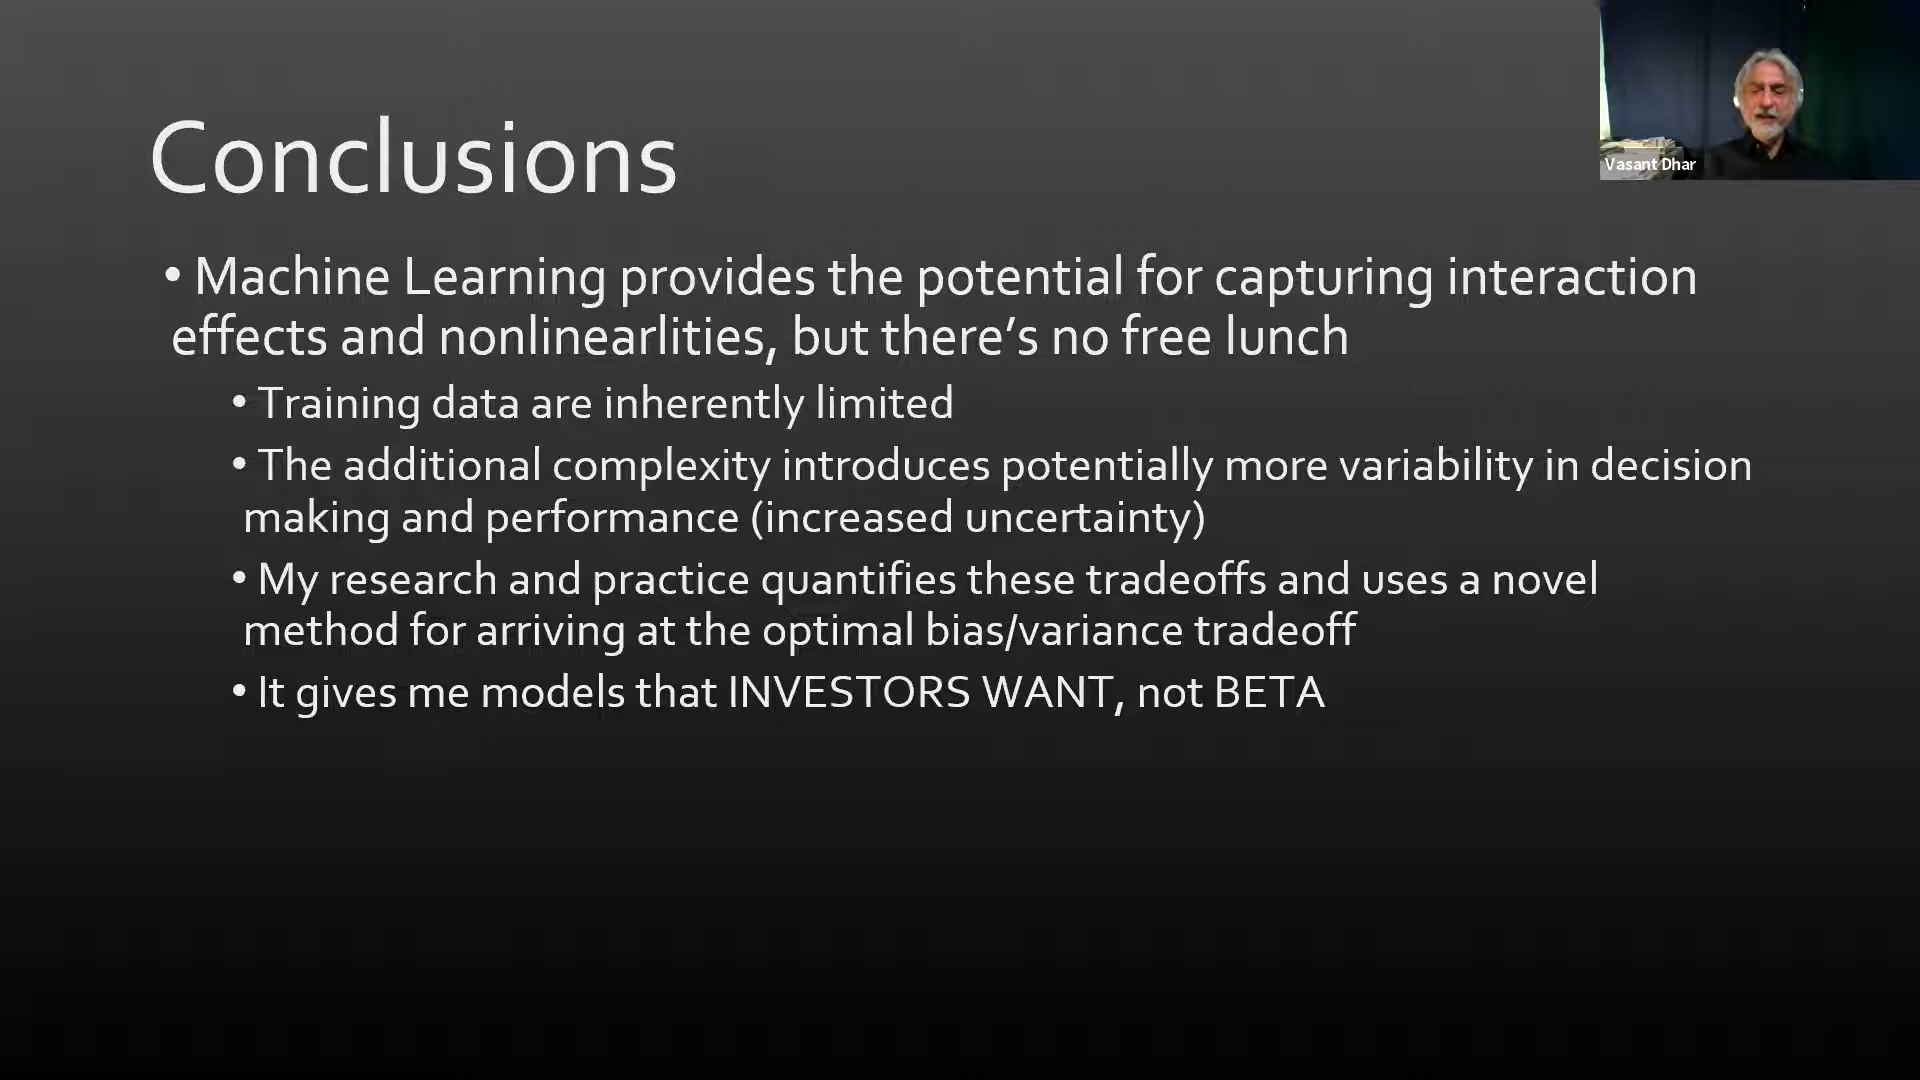 Conclusions
• Machine Learning provides the potential for capturing interaction
effects and nonlinearlities, but there's no free lunch
• Training data are inherently limited
• The additional complexity introduces potentially more variability in decision
making and performance (increased uncertainty)
• My research and practice quantifies these tradeoffs and uses a novel
method for arriving at the optimal bias/variance tradeoff
• It gives me models that INVESTORS WANT, not BETA
Vasant Dhar